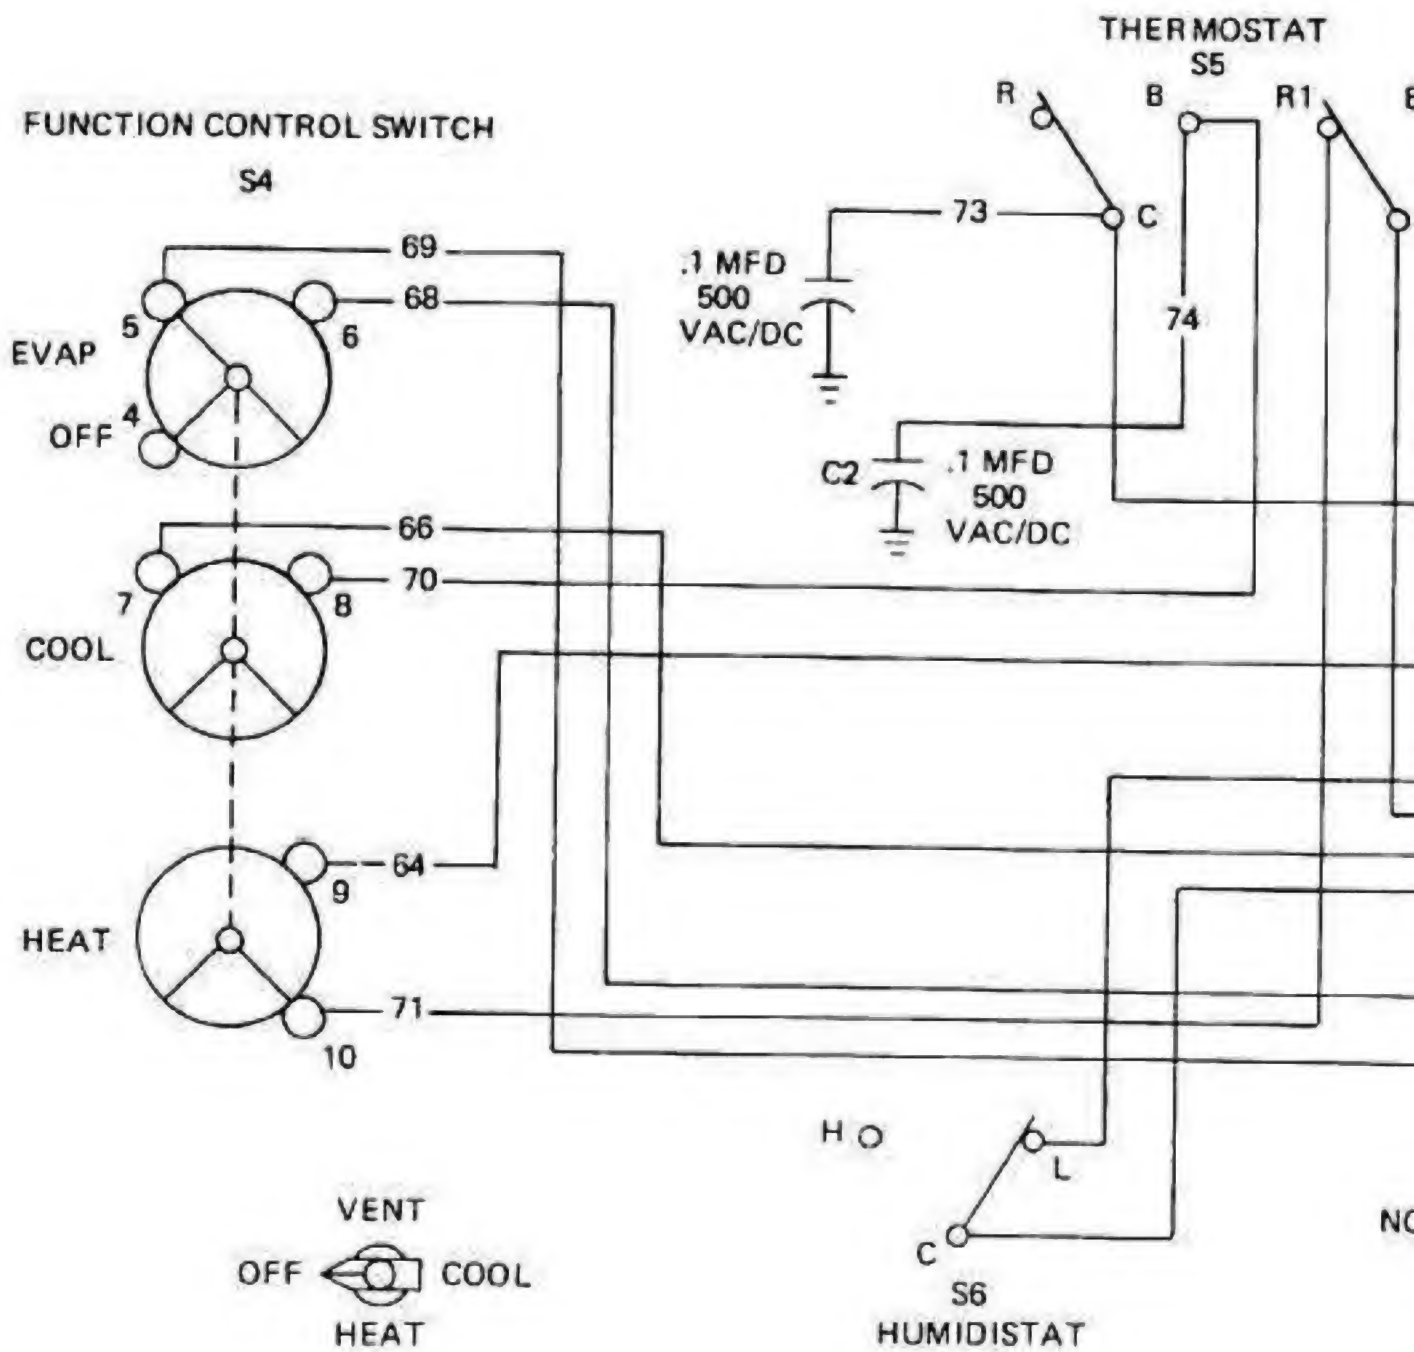 THERMOSTAT
S5
R
B
R1
FUNCTION CONTROL SWITCH
S4
73
C
69
.1 MFD
500
VAC/DC
68
5
6
74
EVAP
4
OFF
C2
.1 MFD
500
VAC/DC
66
70
7
8
COOL
64
9
HEAT
71
10
H
L
VENT
C
OFF
COOL
S6
HEAT
HUMIDISTAT